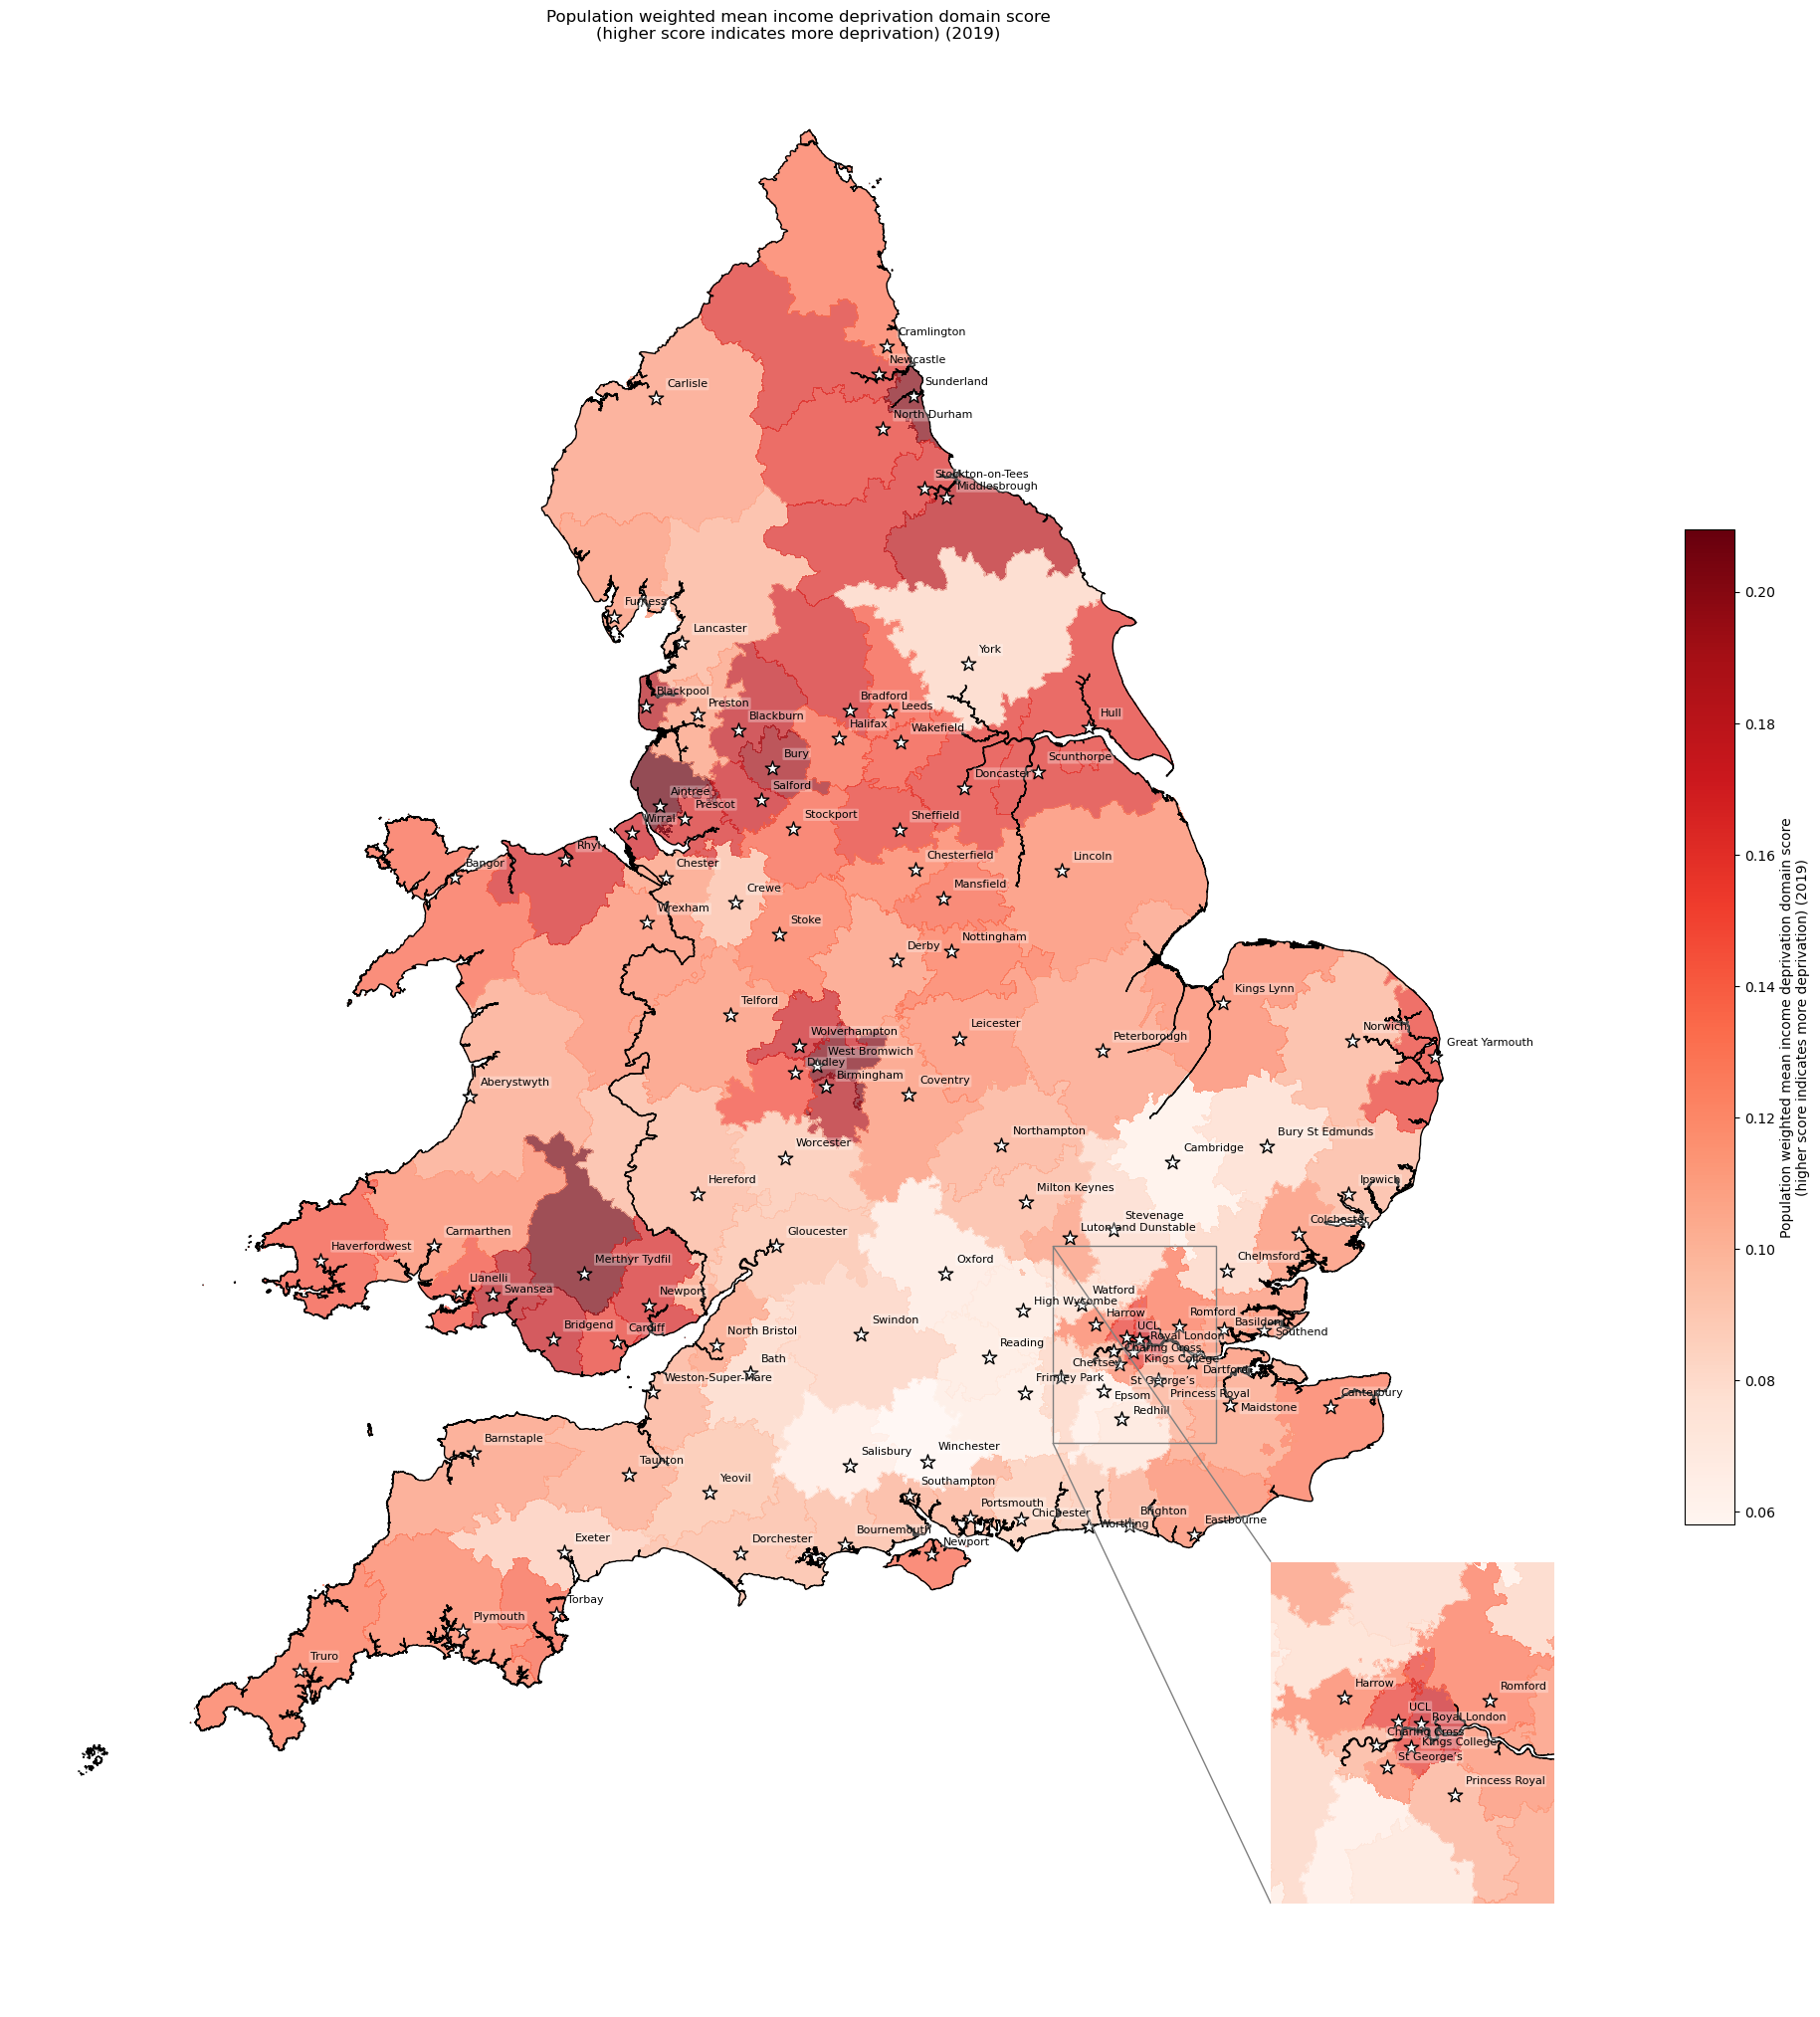 Population weighted mean income deprivation domain score
(higher score indicates more deprivation) (2019)
Cramlington
Newcastle
Sunderland
Carlisle
North Durham
Stockton-on-Tees
Middlesbrough
Furness
Lancaster
York
Blackpool
Preston
Bradford
Leeds
Blackburn
Halifax
Wakefield
Hull
Bury
Scunthorpe
Doncaster
Salford
Aintree
Prescot
Wirral
Stockport
Sheffield
Rhyl
Bangor
Chester
Chesterfield
Lincoln
Crewe
Mansfield
Wrexham
Stoke
Nottingham
Derby
Kings Lynn
Telford
Leicester
Norwich
Great Yarmouth
Wolverhampton
West Bromwich
Dudley
Birmingham
Peterborough
Coventry
Aberystwyth
Northampton
Bury St Edmunds
Worcester
Cambridge
Hereford
Milton Keynes
Ipswich
Stevenage
Luton and Dunstable
Colchester
Carmarthen
Gloucester
Haverfordwest
Merthyr Tydfil
Oxford
Chelmsford
Llanelli
Swansea
Newport
Watford
High Wycombe
Harrow
Romford
Basildon
Southend
Bridgend
Cardiff
North Bristol
Swindon
UCL
Royal London
Reading
Charing Cross
Kings College
Bath
Chertsey
Dartford
Weston-Super-Mare
Frimley Park
St George's
Epsom
Princess Royal
Canterbury
Maidstone
Redhill
Barnstaple
Taunton
Salisbury
Winchester
Yeovil
Southampton
Portsmouth
Chichester
Worthing
Brighton
Eastbourne
Exeter
Dorchester
Bournemouth
Newport
Torbay
Plymouth
Truro
Harrow
Romford
UCL
Royal London
Charing Cross
Kings College
St George's
Princess Royal
0.20
0.18
0.16
0.14
0.12
0.10
0.08
0.06
Population weighted mean income deprivation domain score
(higher score indicates more deprivation) (2019)